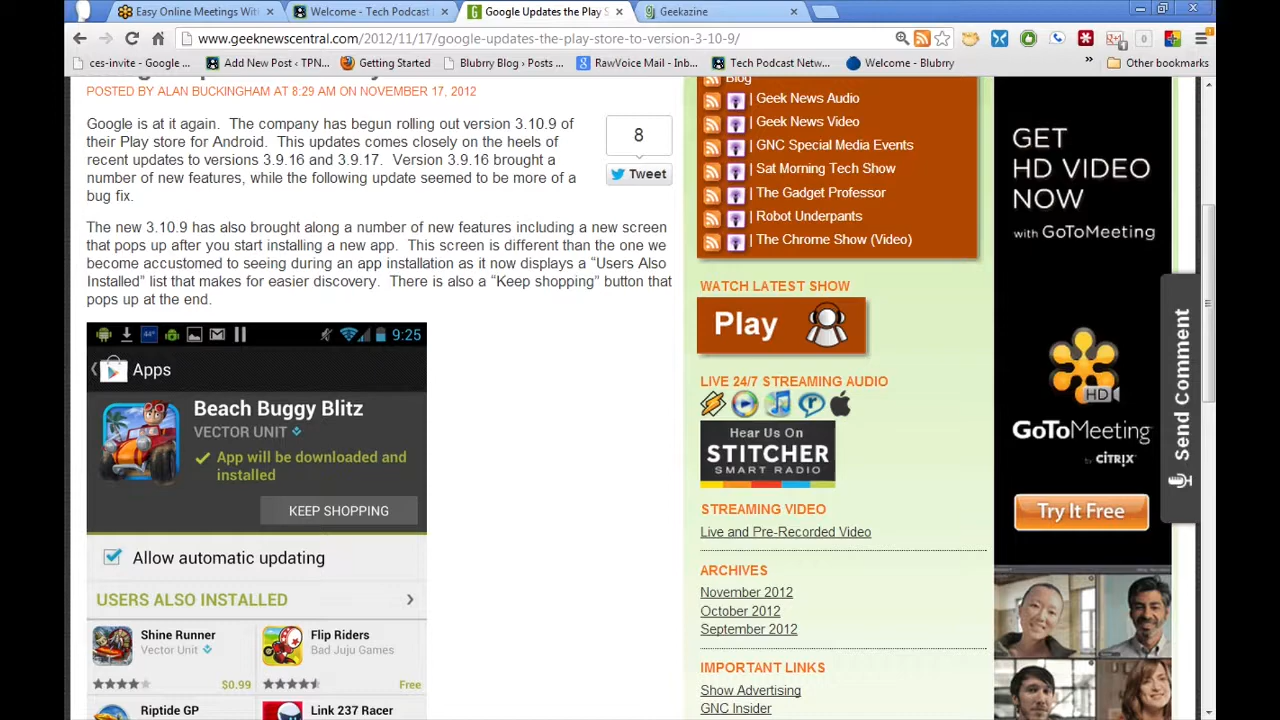 Easy Online Meetings With
Welcome - Tech Podcast
Google Updates the Play S
Geekazine
www.geeknewscentral.com/2012/11/17/google-updates-the-play-store-to-version-3-10-9/
ces-invite - Google ...
Add New Post ‹ TPN...
Getting Started
Blubrry Blog › Posts ...
RawVoice Mail - Inb...
Tech Podcast Netw...
Welcome - Blubrry
»
Other bookmarks
POSTED BY ALAN BUCKINGHAM AT 8:29 AM ON NOVEMBER 17, 2012
Google is at it again. The company has begun rolling out version 3.10.9 of
their Play store for Android. This updates comes closely on the heels of
recent updates to versions 3.9.16 and 3.9.17. Version 3.9.16 brought a
number of new features, while the following update seemed to be more of a
bug fix.
8
Tweet
The new 3.10.9 has also brought along a number of new features including a new screen
that pops up after you start installing a new app. This screen is different than the one we
become accustomed to seeing during an app installation as it now displays a “Users Also
Installed” list that makes for easier discovery. There is also a “Keep shopping” button that
pops up at the end.
44°
9:25
Apps
Beach Buggy Blitz
VECTOR UNIT
App will be downloaded and
installed
KEEP SHOPPING
Allow automatic updating
USERS ALSO INSTALLED
Shine Runner
Vector Unit
$0.99
Flip Riders
Bad Juju Games
Free
Riptide GP
Link 237 Racer
Blog
| Geek News Audio
| Geek News Video
| GNC Special Media Events
| Sat Morning Tech Show
| The Gadget Professor
| Robot Underpants
| The Chrome Show (Video)
WATCH LATEST SHOW
Play
LIVE 24/7 STREAMING AUDIO
Hear Us On
STITCHER
SMART RADIO
STREAMING VIDEO
Live and Pre-Recorded Video
ARCHIVES
November 2012
October 2012
September 2012
IMPORTANT LINKS
Show Advertising
GNC Insider
GET
HD VIDEO
NOW
with GoToMeeting
HD
GoToMeeting
by CITRIX
Try It Free
Send Comment